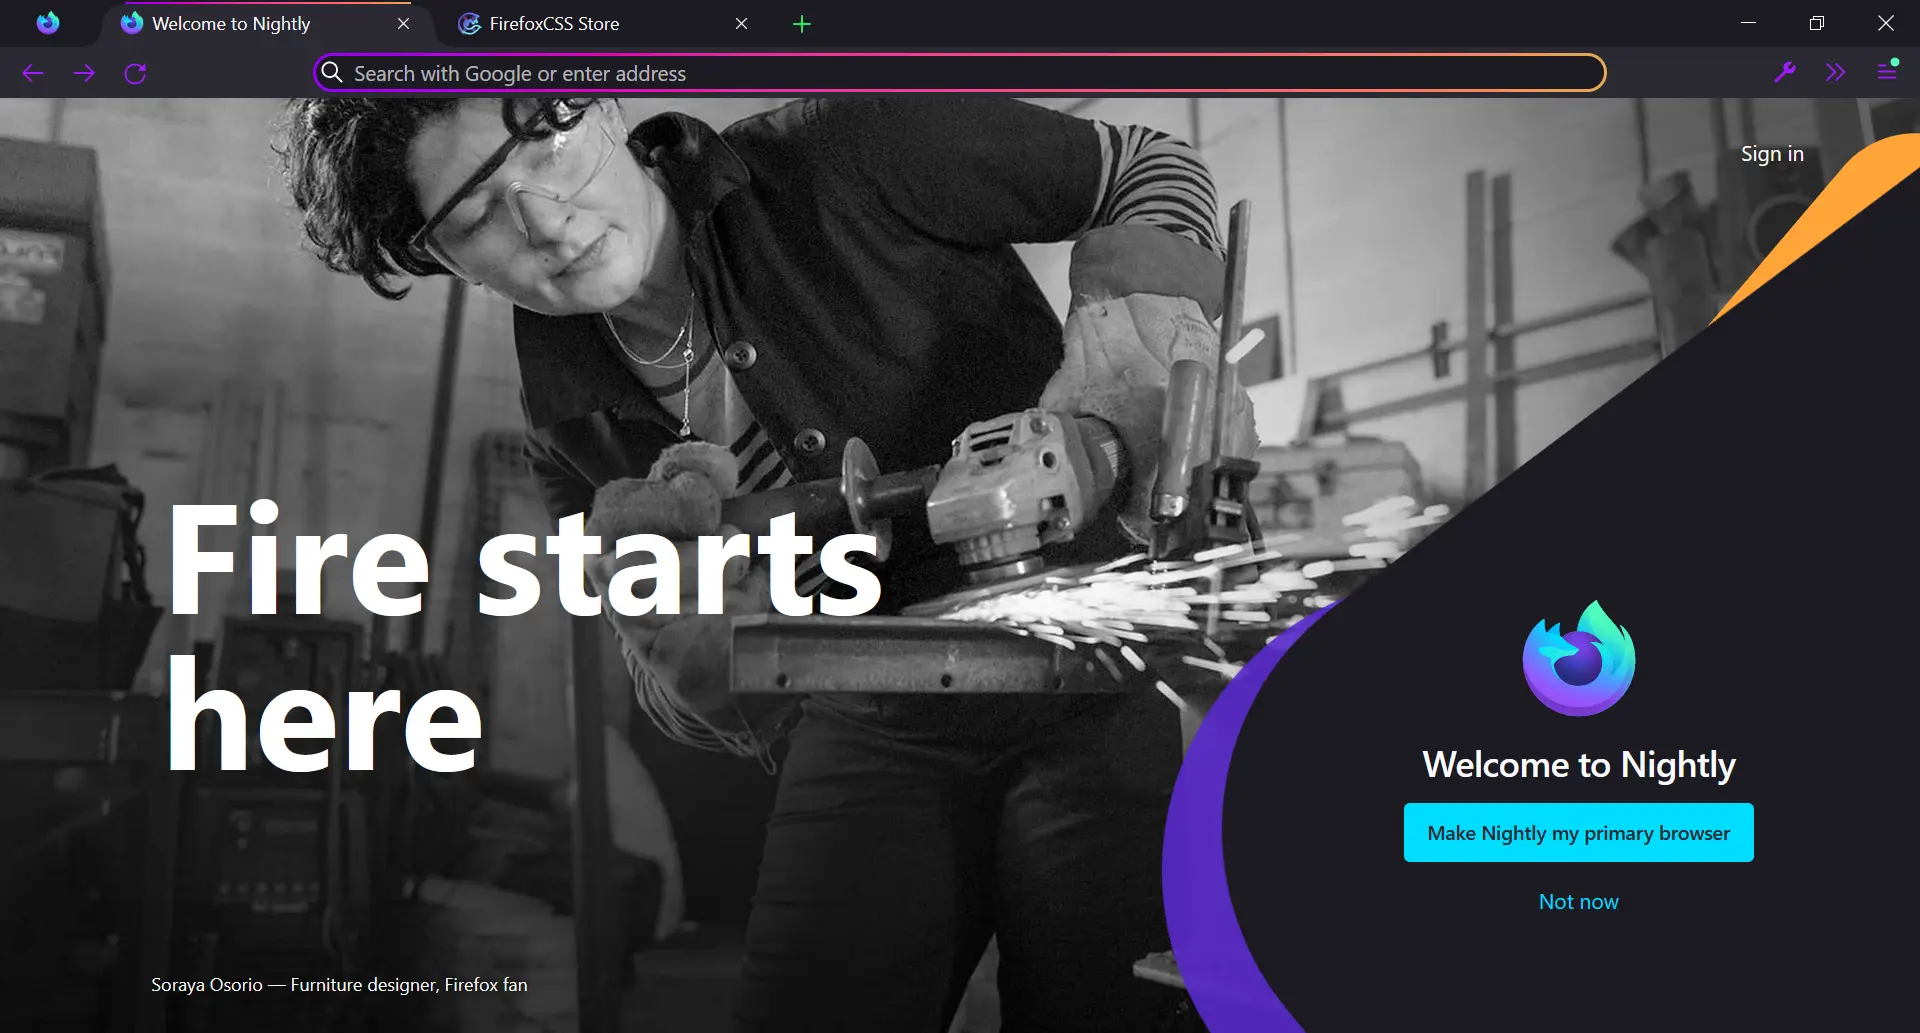 Welcome to Nightly
FirefoxCSS Store
Search with Google or enter address
Sign in
Fire starts
here
Welcome to Nightly
Make Nightly my primary browser
Not now
Soraya Osorio — Furniture designer, Firefox fan